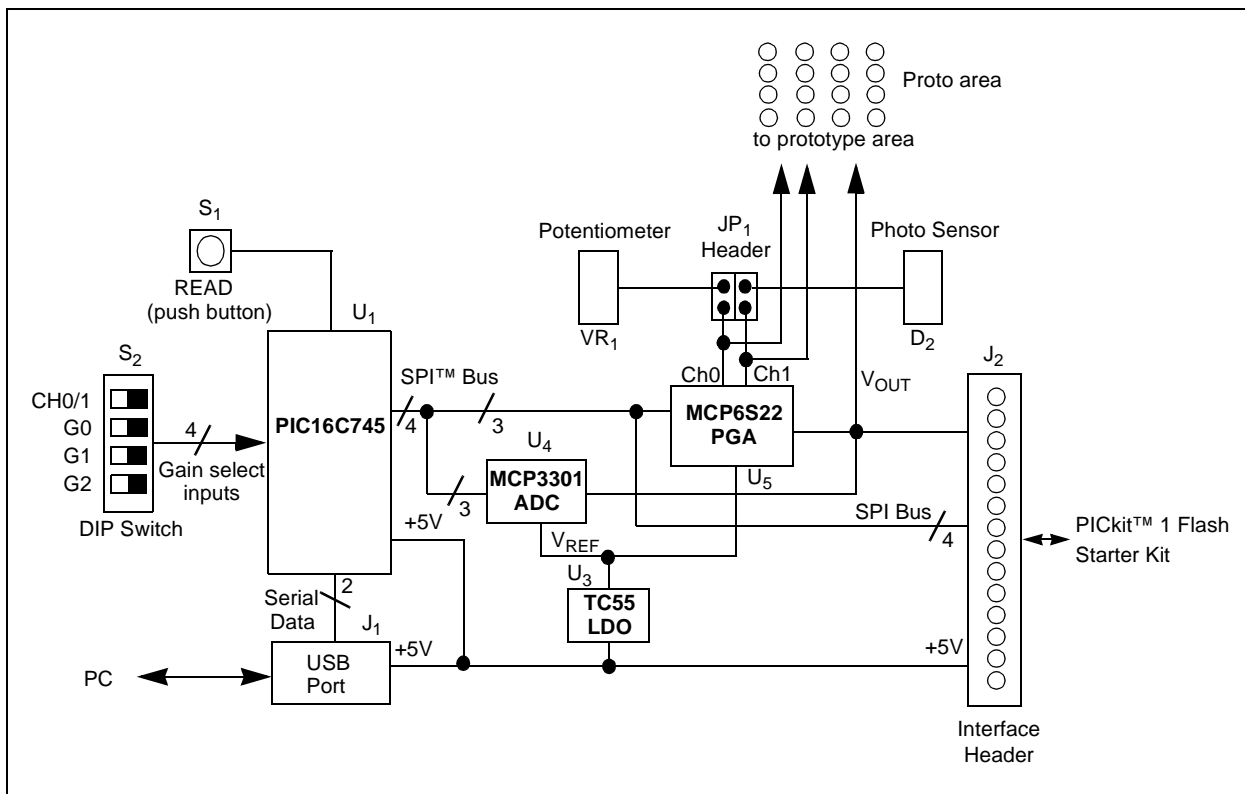 Proto area
to prototype area
S1
READ
(push button)
Potentiometer
VR1
JP1
Header
Photo Sensor
D2
U1
PIC16C745
S2
CH0/1
G0
G1
G2
DIP Switch
4
Gain select
inputs
SPI™ Bus
4
3
3
Ch0
Ch1
MCP6S22
PGA
U5
VOUT
J2
U4
MCP3301
ADC
VREF
U3
TC55
LDO
+5V
2
Serial
Data
J1
USB
Port
+5V
PC
SPI Bus
4
+5V
PICkit™ 1 Flash
Starter Kit
Interface
Header